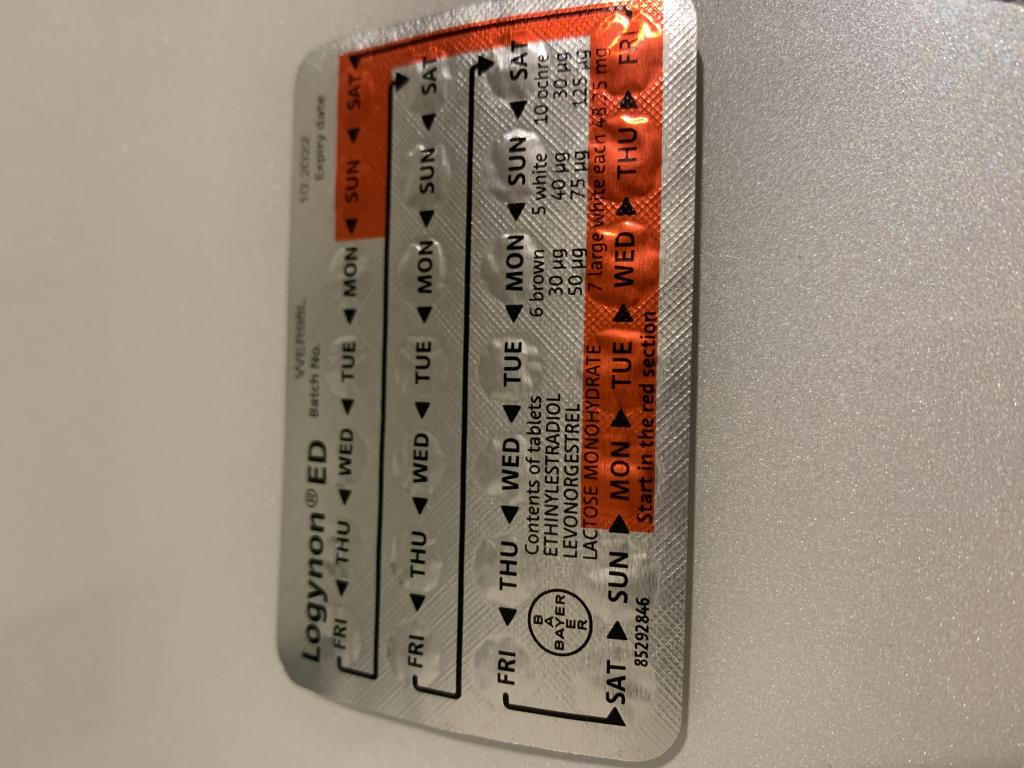 10 2022
Logynon®ED Batch No. Expiry date
FRI ◀ THU ◀ WED ◀ TUE ◀ MON ◀ SUN ◀ SAT
FRI ◀ THU ◀ WED ◀ TUE ◀ MON ◀ SUN ◀ SAT
FRI ◀ THU ◀ WED ◀ TUE ◀ MON ◀ SUN ◀ SAT
Contents of tablets 6 brown 5 white 10 ochre
ETHINYLESTRADIOL 30 µg 40 µg 30 µg
LEVONORGESTREL 50 µg 75 µg 125 µg
LACTOSE MONOHYDRATE 7 large white each 48.25 mg
B
A
BAYER
E
R
SAT ▶ SUN ▶ MON ▶ TUE ▶ WED ▶ THU ▶ FRI
85292846 Start in the red section